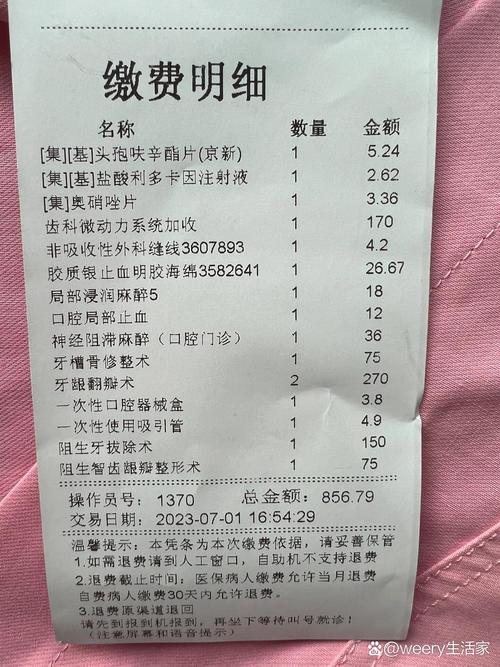 缴费明细
名称 数量 金额
[集][基]头孢呋辛酯片(京新) 1 5.24
[集][基]盐酸利多卡因注射液 1 2.62
[集]奥硝唑片 1 3.36
齿科微动力系统加收 1 170
非吸收性外科缝线3607893 1 4.2
胶质银止血明胶海绵3582641 1 26.67
局部浸润麻醉5 1 18
口腔局部止血 1 12
神经阻滞麻醉（口腔门诊） 1 36
牙槽骨修整术 1 75
牙龈翻瓣术 2 270
一次性口腔器械盒 1 3.8
一次性使用吸引管 1 4.9
阻生牙拔除术 1 150
阻生智齿龈瓣整形术 1 75
操作员号：1370 总金额：856.79
交易日期：2023-07-01 16:54:29
温馨提示：本凭条为本次缴费依据，请妥善保管
1.如需退费请到人工窗口，自助机不支持退费
2.退费截止时间：医保病人缴费允许当月退费
自费病人缴费30天内允许退费。
3.退费原渠道退回
请先到报到机报到，再坐下等待叫号就诊！
（注意屏幕和语音提示）
@weery生活家